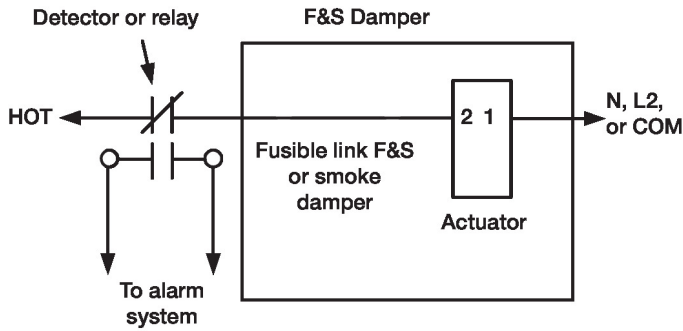 Detector or relay
F&S Damper
HOT
2 1
N, L2,
or COM
Fusible link F&S
or smoke
damper
Actuator
To alarm
system